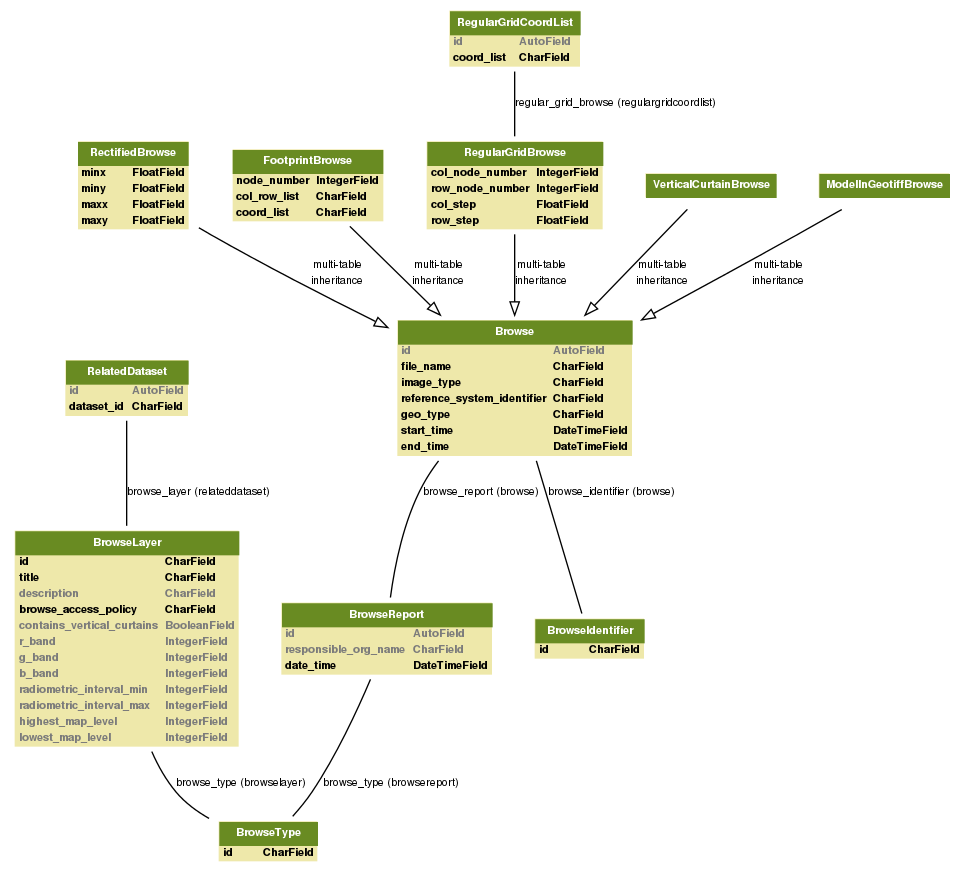 RegularGridCoordList
id AutoField
coord_list CharField
regular_grid_browse (regulargridcoordlist)
RectifiedBrowse
minx FloatField
miny FloatField
maxx FloatField
maxy FloatField
FootprintBrowse
node_number IntegerField
col_row_list CharField
coord_list CharField
RegularGridBrowse
col_node_number IntegerField
row_node_number IntegerField
col_step FloatField
row_step FloatField
VerticalCurtainBrowse
ModelInGeotiffBrowse
multi-table
inheritance
multi-table
inheritance
multi-table
inheritance
multi-table
inheritance
multi-table
inheritance
Browse
id AutoField
file_name CharField
image_type CharField
reference_system_identifier CharField
geo_type CharField
start_time DateTimeField
end_time DateTimeField
RelatedDataset
id AutoField
dataset_id CharField
browse_layer (relateddataset)
browse_report (browse)
browse_identifier (browse)
BrowseLayer
id CharField
title CharField
description CharField
browse_access_policy CharField
contains_vertical_curtains BooleanField
r_band IntegerField
g_band IntegerField
b_band IntegerField
radiometric_interval_min IntegerField
radiometric_interval_max IntegerField
highest_map_level IntegerField
lowest_map_level IntegerField
BrowseReport
id AutoField
responsible_org_name CharField
date_time DateTimeField
BrowseIdentifier
id CharField
browse_type (browselayer)
browse_type (browsereport)
BrowseType
id CharField